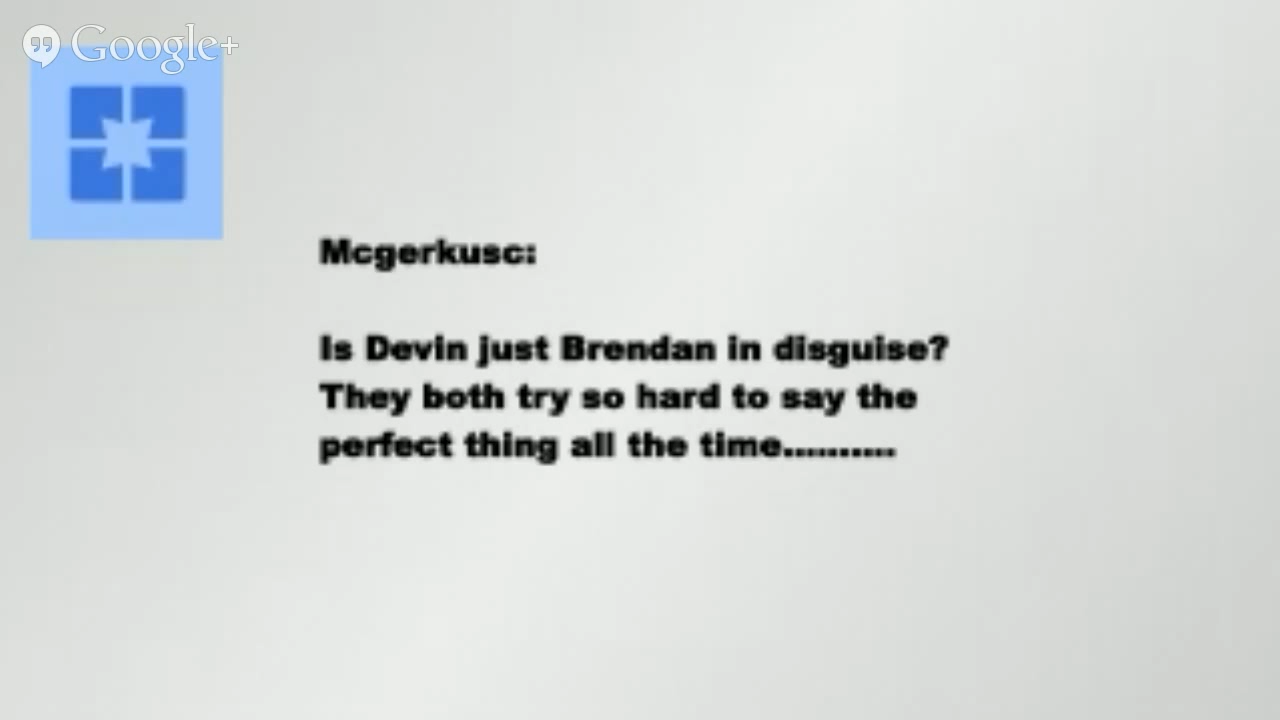 Google+
Mcgerkusc:
Is Devin just Brendan in disguise?
They both try so hard to say the
perfect thing all the time..........